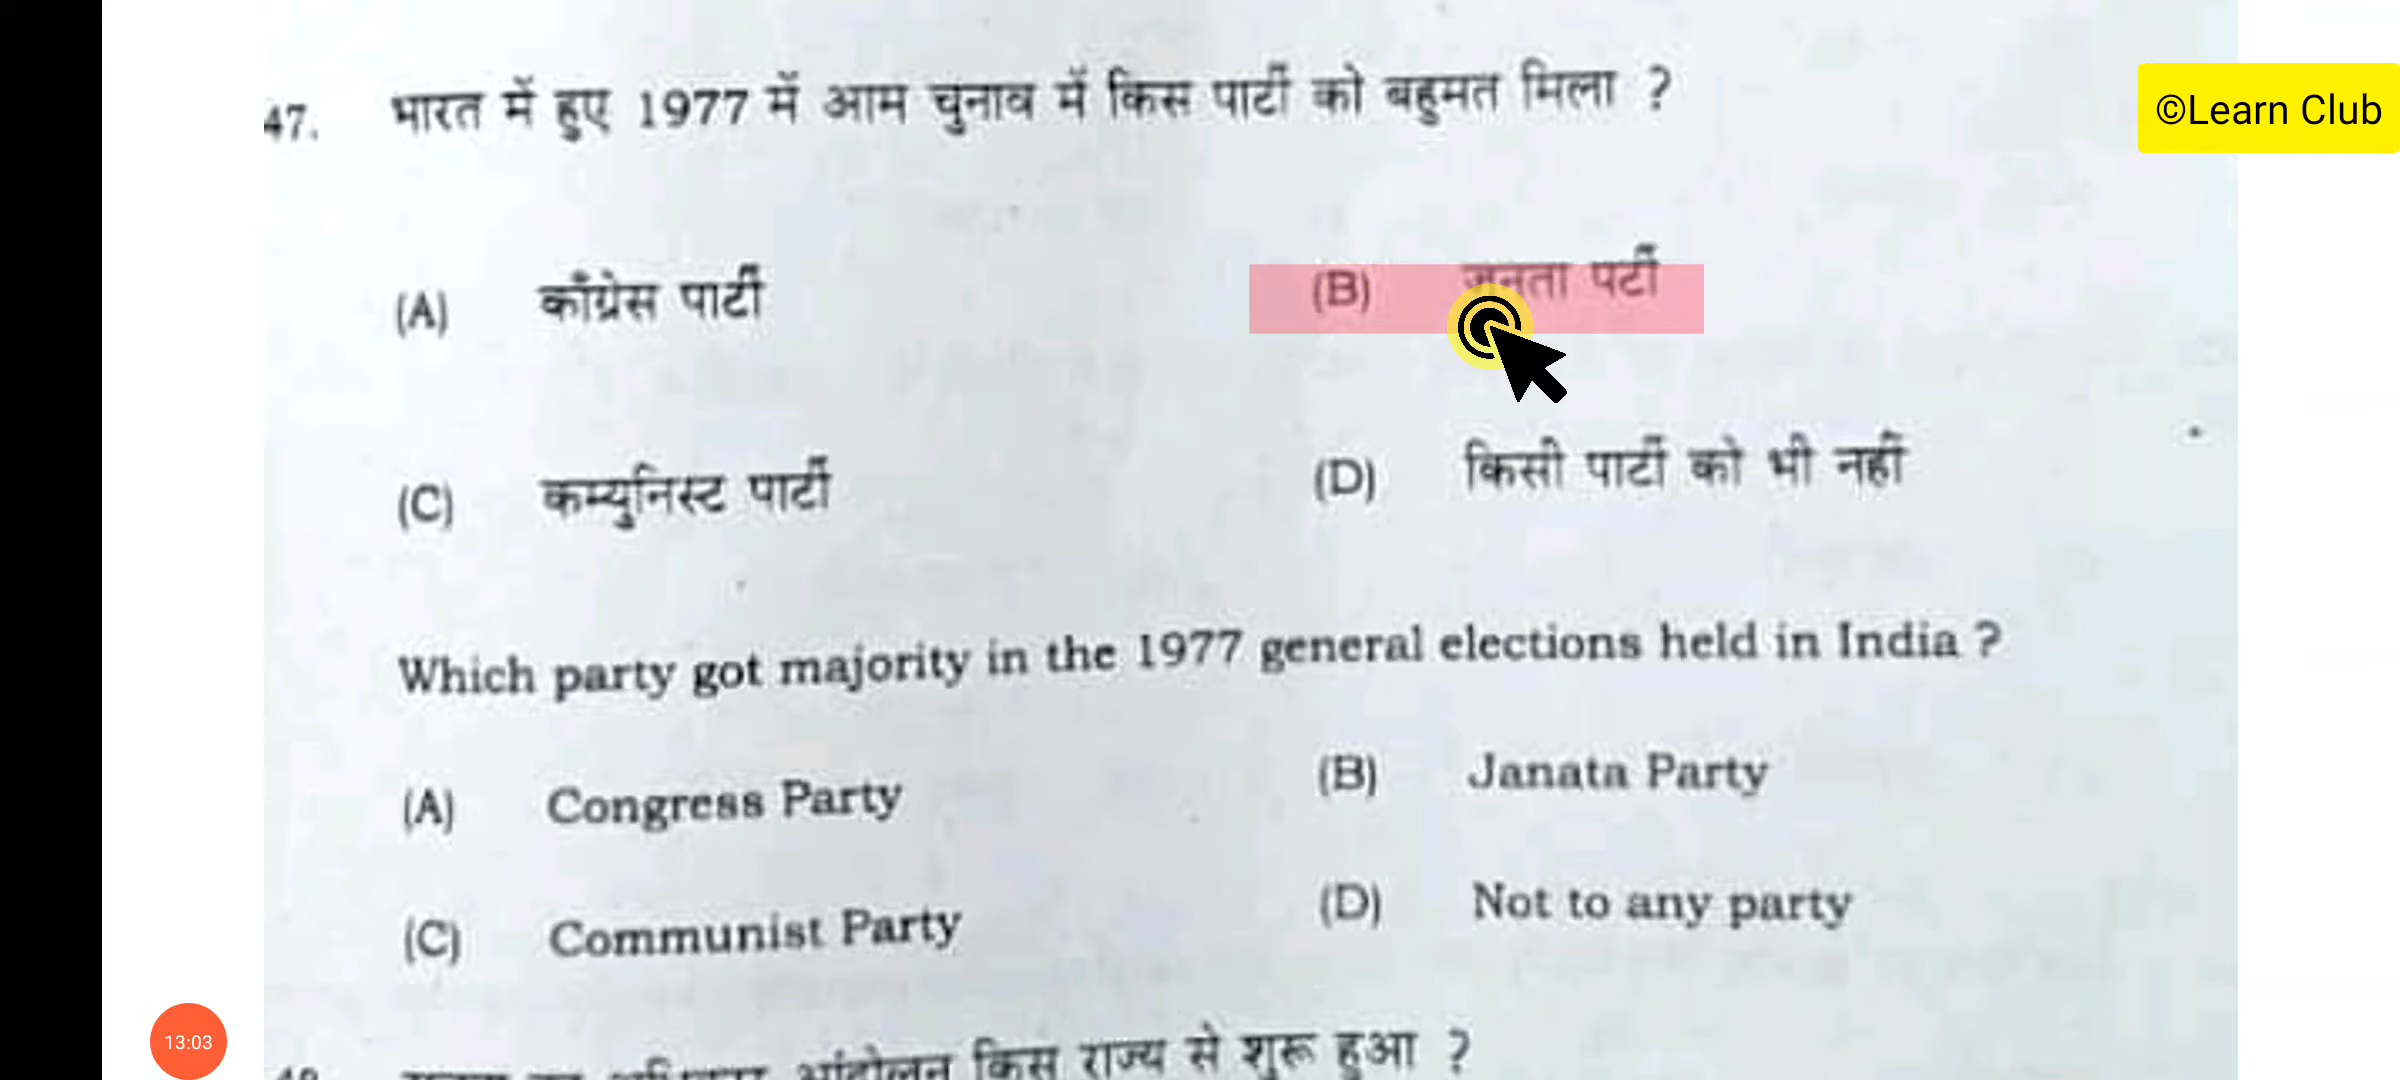 47. भारत में हुए 1977 में आम चुनाव में किस पार्टी को बहुमत मिला ?
©Learn Club
(A) काँग्रेस पार्टी (B) जनता पर्टी
(C) कम्युनिस्ट पार्टी (D) किसी पार्टी को भी नहीं
Which party got majority in the 1977 general elections held in India ?
(A) Congress Party (B) Janata Party
(C) Communist Party (D) Not to any party
13:03
आंदोलन किस राज्य से शुरू हुआ ?